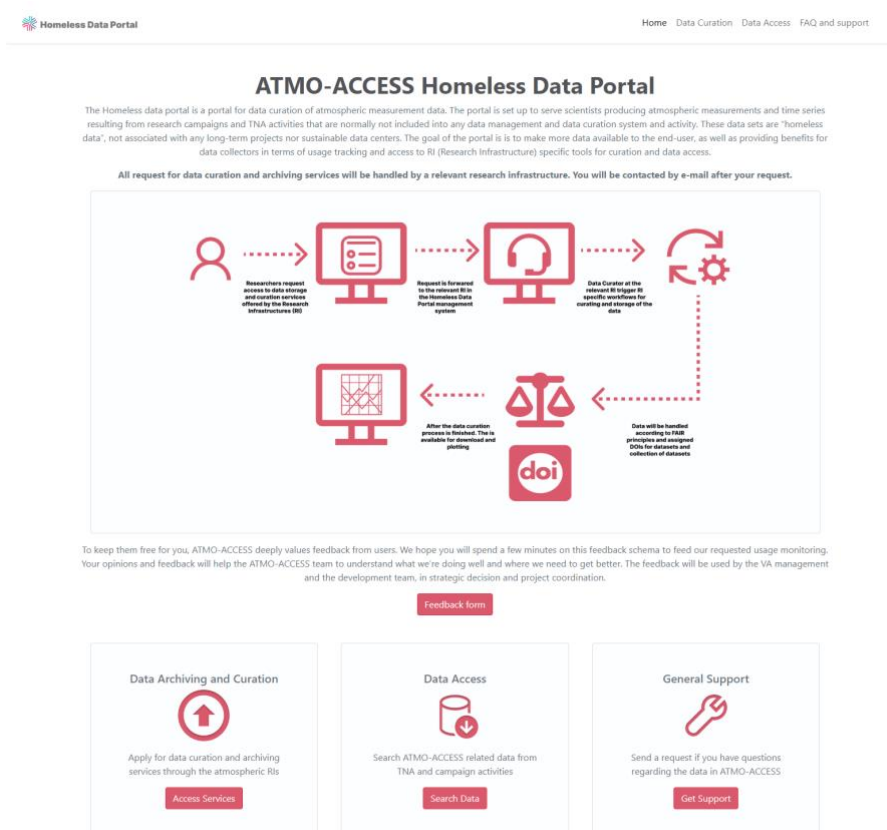 Homeless Data Portal
Home Data Curation Data Access FAQ and support
ATMO-ACCESS Homeless Data Portal
The Homeless data portal is a portal for data curation of atmospheric measurement data. The portal is set up to serve scientists producing atmospheric measurements and time series
resulting from research campaigns and TNA activities that are normally not included into any data management and data curation system and activity. These data sets are "homeless
data", not associated with any long-term projects nor sustainable data centers. The goal of the portal is is to make more data available to the end-user, as well as providing benefits for
data collectors in terms of usage tracking and access to RI (Research Infrastructure) specific tools for curation and data access.
All request for data curation and archiving services will be handled by a relevant research infrastructure. You will be contacted by e-mail after your request.
Researchers request
access to data storage
and curation services
offered by the Research
Infrastructures (RI)
Request is forwared
to the relevant RI in
the Homeless Data
Portal management
system
Data Curator at the
relevant RI trigger RI
specific workflows for
curating and storage of the
data
After the data curation
process is finished. The is
available for download and
plotting
doi
Data will be handled
according to FAIR
principles and assigned
DOIs for datasets and
collection of datasets
To keep them free for you, ATMO-ACCESS deeply values feedback from users. We hope you will spend a few minutes on this feedback schema to feed our requested usage monitoring.
Your opinions and feedback will help the ATMO-ACCESS team to understand what we're doing well and where we need to get better. The feedback will be used by the VA management
and the development team, in strategic decision and project coordination.
Feedback form
Data Archiving and Curation
Apply for data curation and archiving
services through the atmospheric RIs
Access Services
Data Access
Search ATMO-ACCESS related data from
TNA and campaign activities
Search Data
General Support
Send a request if you have questions
regarding the data in ATMO-ACCESS
Get Support